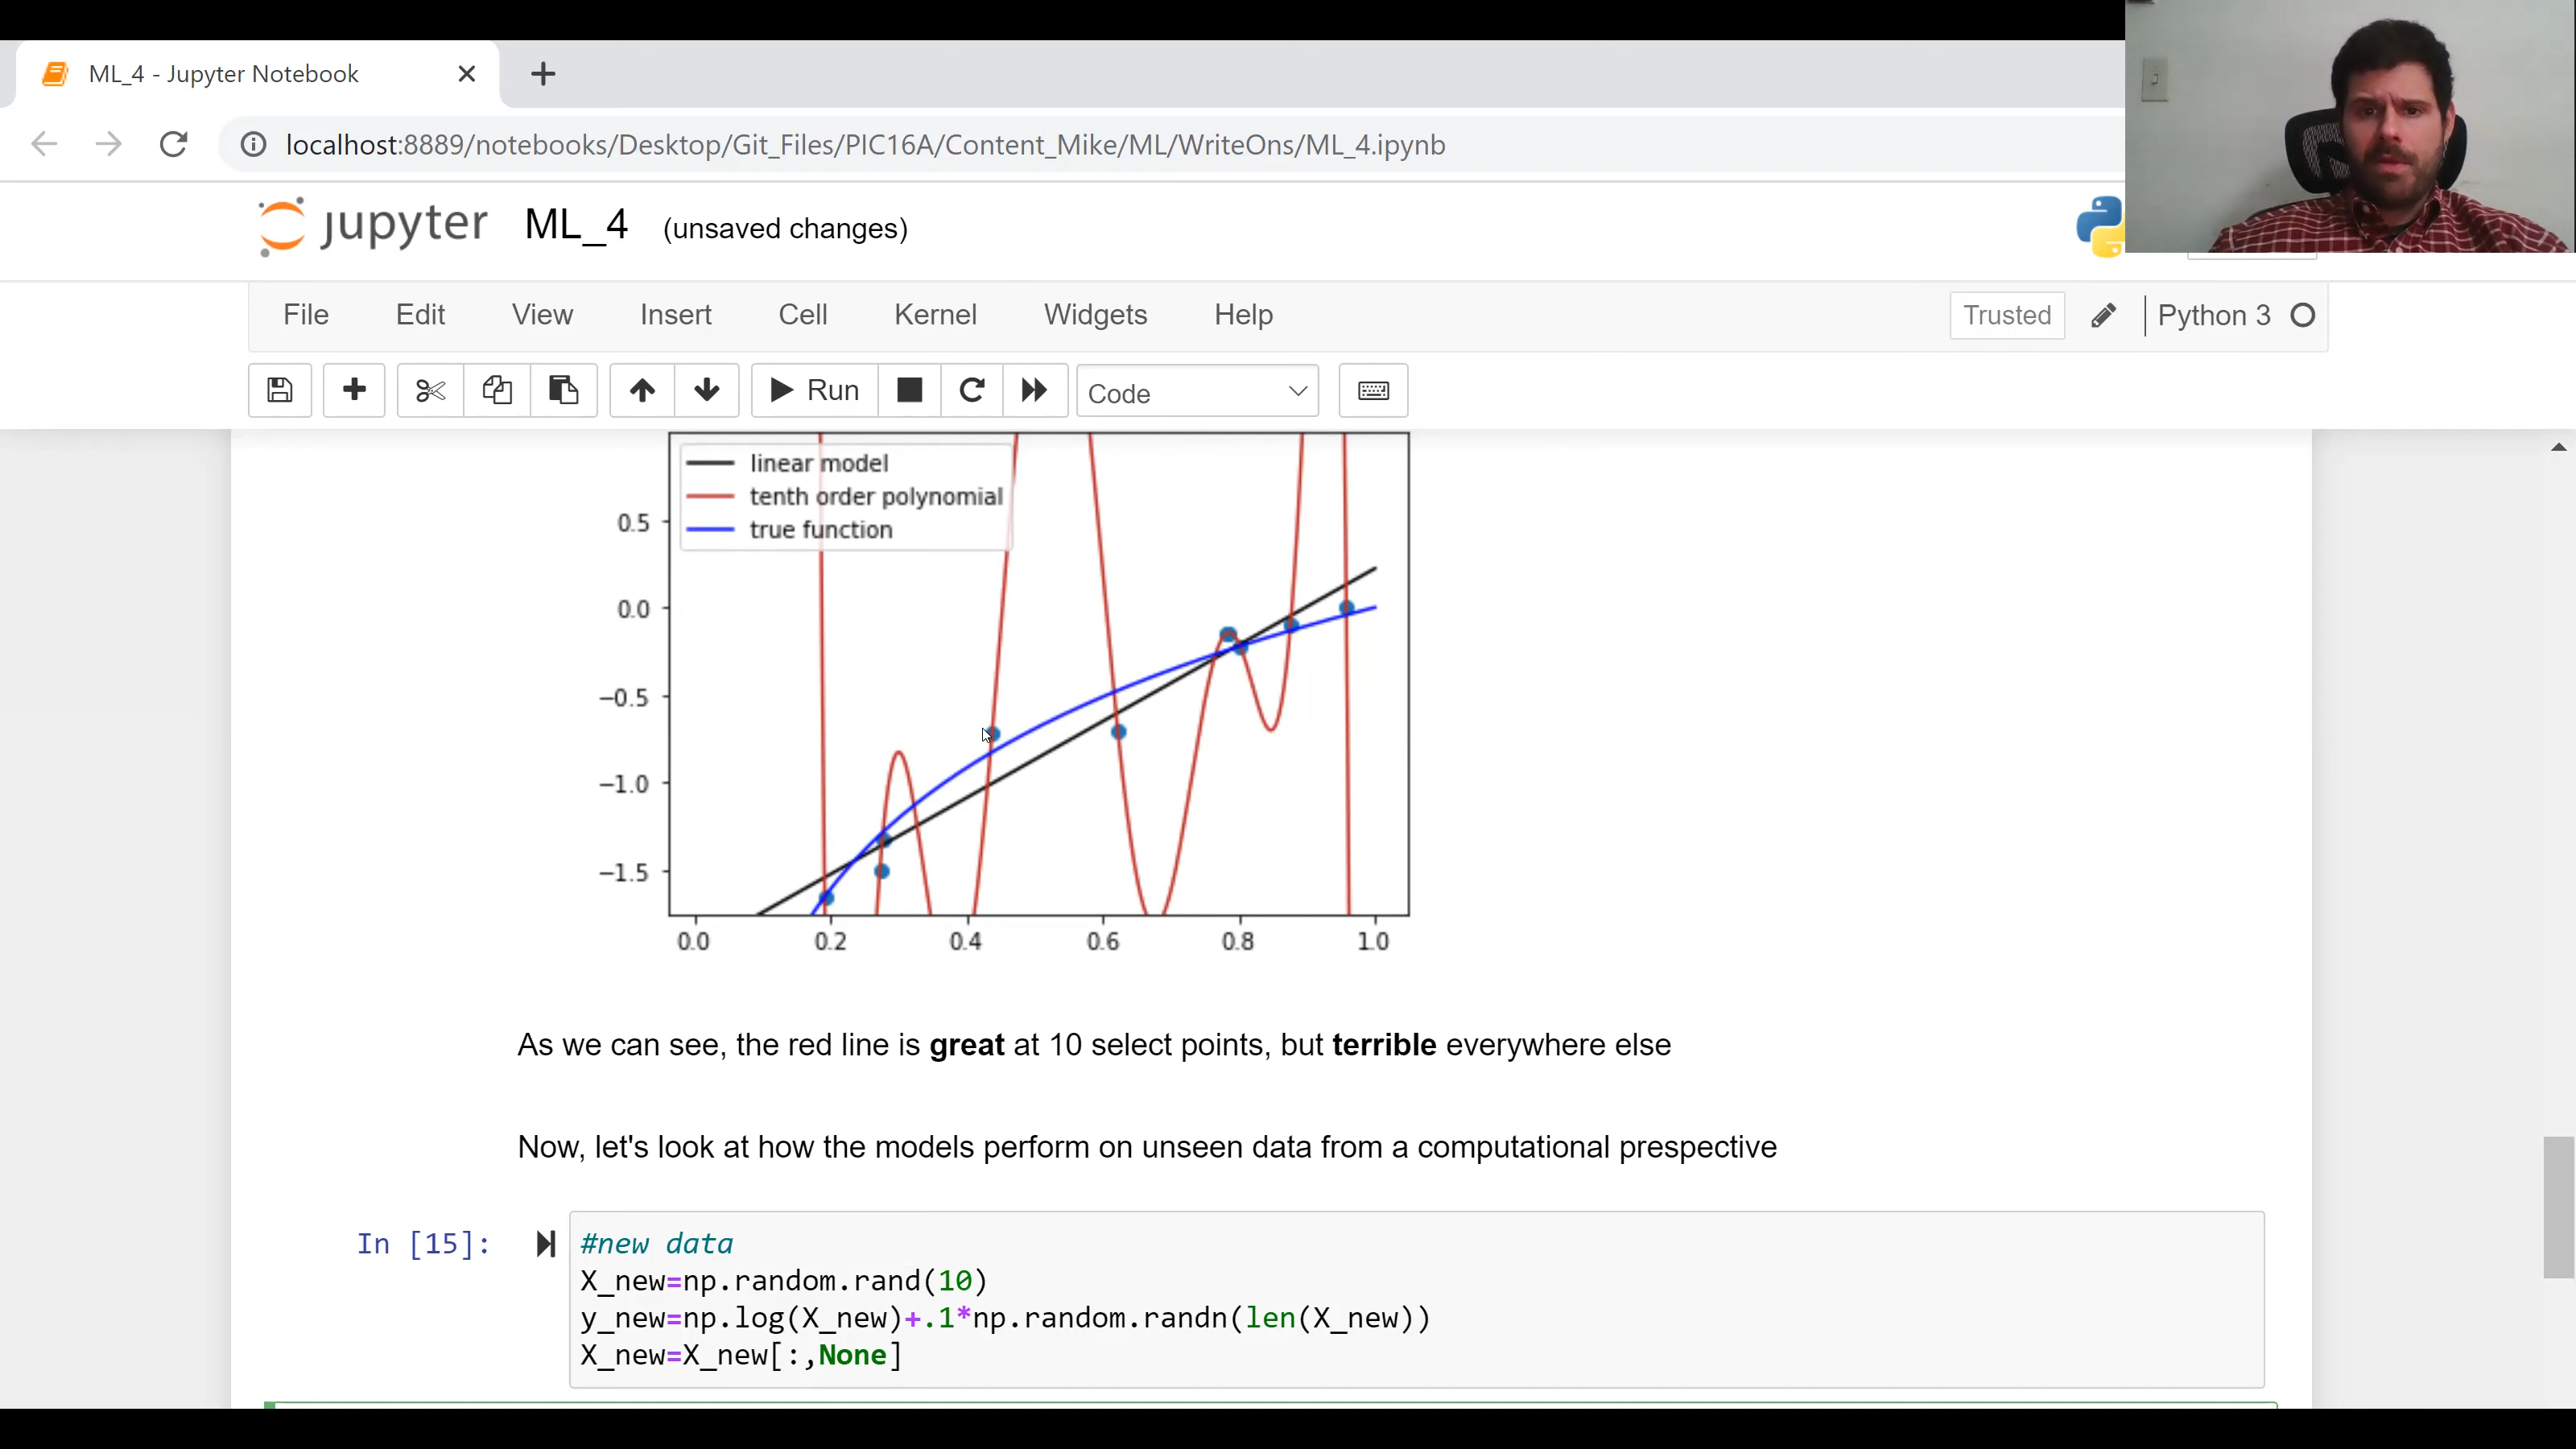 ML_4 - Jupyter Notebook
localhost:8889/notebooks/Desktop/Git_Files/PIC16A/Content_Mike/ML/WriteOns/ML_4.ipynb
jupyter ML_4 (unsaved changes)
File Edit View Insert Cell Kernel Widgets Help Trusted Python 3
Run Code
linear model
tenth order polynomial
true function
0.5
0.0
−0.5
−1.0
−1.5
0.0 0.2 0.4 0.6 0.8 1.0
As we can see, the red line is great at 10 select points, but terrible everywhere else
Now, let's look at how the models perform on unseen data from a computational prespective
In [15]: #new data
X_new=np.random.rand(10)
y_new=np.log(X_new)+.1*np.random.randn(len(X_new))
X_new=X_new[:,None]